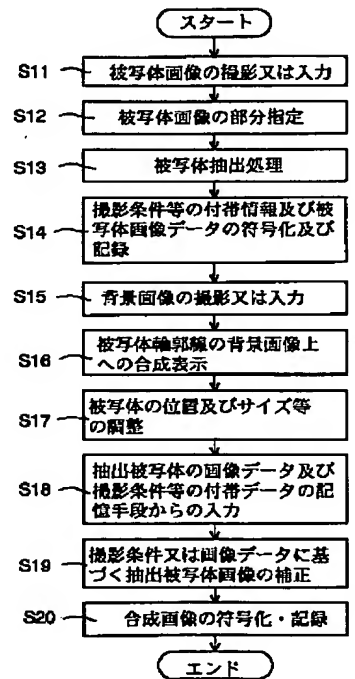 スタート
S11 被写体画像の撮影又は入力
S12 被写体画像の部分指定
S13 被写体抽出処理
S14 撮影条件等の付帯情報及び被
写体画像データの符号化及び
記録
S15 背景画像の撮影又は入力
S16 被写体輪郭線の背景画像上
への合成表示
S17 被写体の位置及びサイズ等
の調整
S18 抽出被写体の画像データ及び
撮影条件等の付帯データの記
憶手段からの入力
S19 撮影条件又は画像データに基
づく抽出被写体画像の補正
S20 合成画像の符号化・記録
エンド